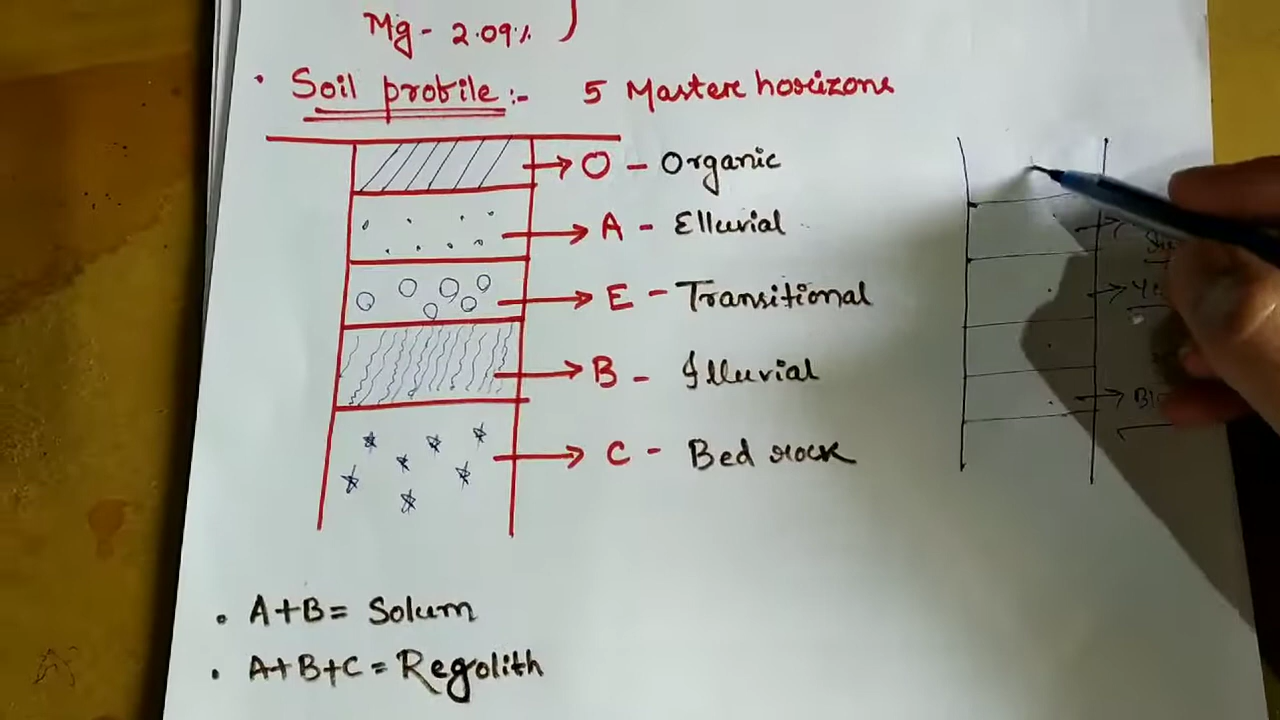 Mg - 2.09%
• Soil profile :- 5 Master horizons
O - Organic
A - Elluvial
E - Transitional
B - Illuvial
C - Bed rock
• A+B = Solum
• A+B+C = Regolith